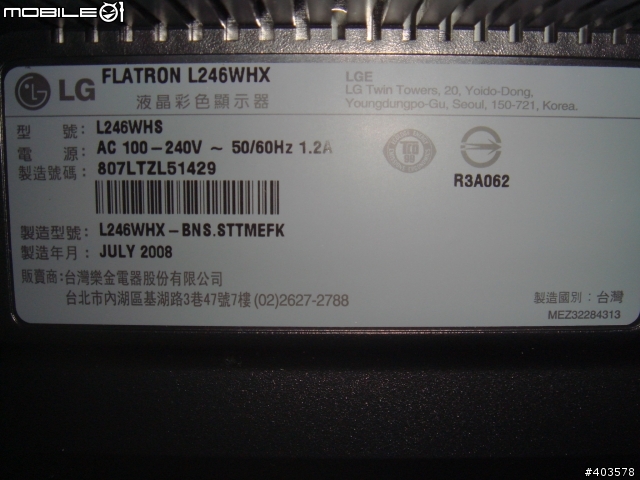 MOBILE01
LG
FLATRON L246WHX
液晶彩色顯示器
LGE
LG Twin Towers, 20, Yoido-Dong,
Youngdungpo-Gu, Seoul, 150-721, Korea.
型 號: L246WHS
電 源: AC 100-240V ~ 50/60Hz 1.2A
製造號碼: 807LTZL51429
R3A062
製造型號: L246WHX-BNS.STTMEFK
製造年月: JULY 2008
販賣商:台灣樂金電器股份有限公司
台北市內湖區基湖路3巷47號7樓 (02)2627-2788
製造國別:台灣
MEZ32284313
#403578